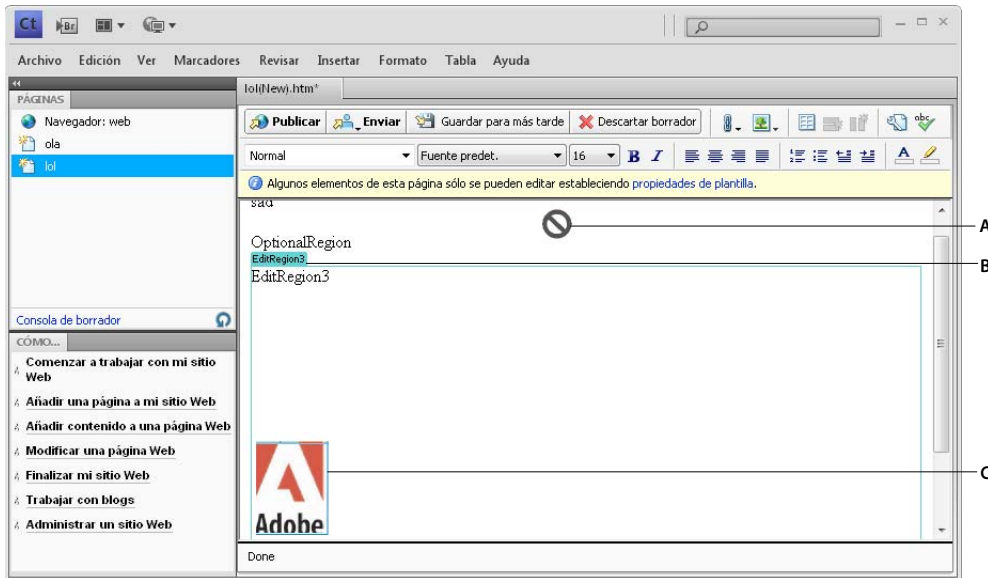 Ct Br
Archivo Edición Ver Marcadores Revisar Insertar Formato Tabla Ayuda
PÁGINAS
Navegador: web
ola
lol
Consola de borrador
CÓMO...
Comenzar a trabajar con mi sitio
Web
Añadir una página a mi sitio Web
Añadir contenido a una página Web
Modificar una página Web
Finalizar mi sitio Web
Trabajar con blogs
Administrar un sitio Web
lol(New).htm*
Publicar Enviar Guardar para más tarde Descartar borrador abc
Normal Fuente predet. 16 B I A
Algunos elementos de esta página sólo se pueden editar estableciendo propiedades de plantilla.
sad
OptionalRegion
EditRegion3
EditRegion3
Adobe
Done
A
B
C